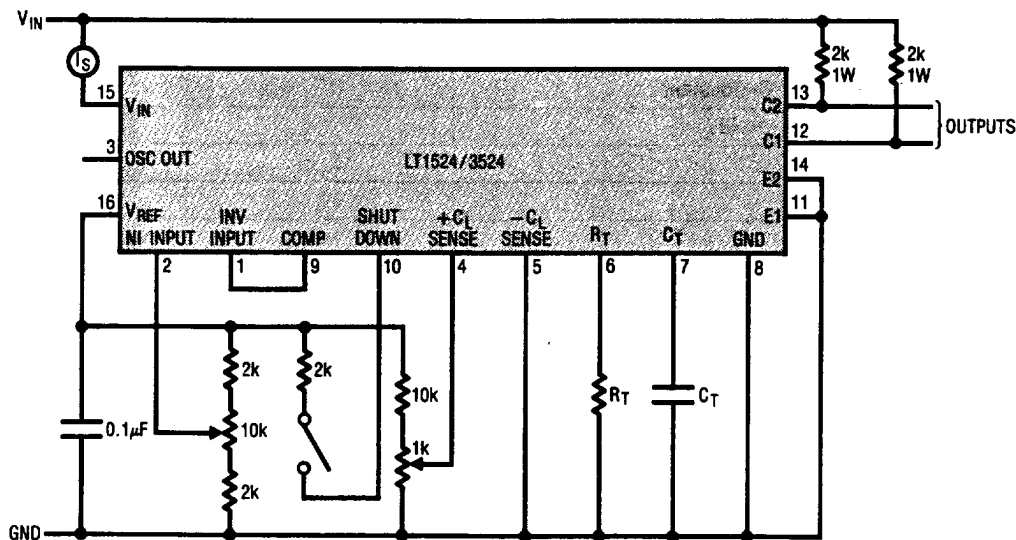 V_IN
I_S
2k
1W
2k
1W
15
V_IN
C2
13
OUTPUTS
3
OSC OUT
LT1524/3524
C1
12
E2
14
16
V_REF
E1
11
NI INPUT
INV
INPUT
COMP
SHUT
DOWN
+C_L
SENSE
−C_L
SENSE
R_T
C_T
GND
2
1
9
10
4
5
6
7
8
2k
2k
10k
R_T
C_T
0.1µF
10k
1k
2k
GND